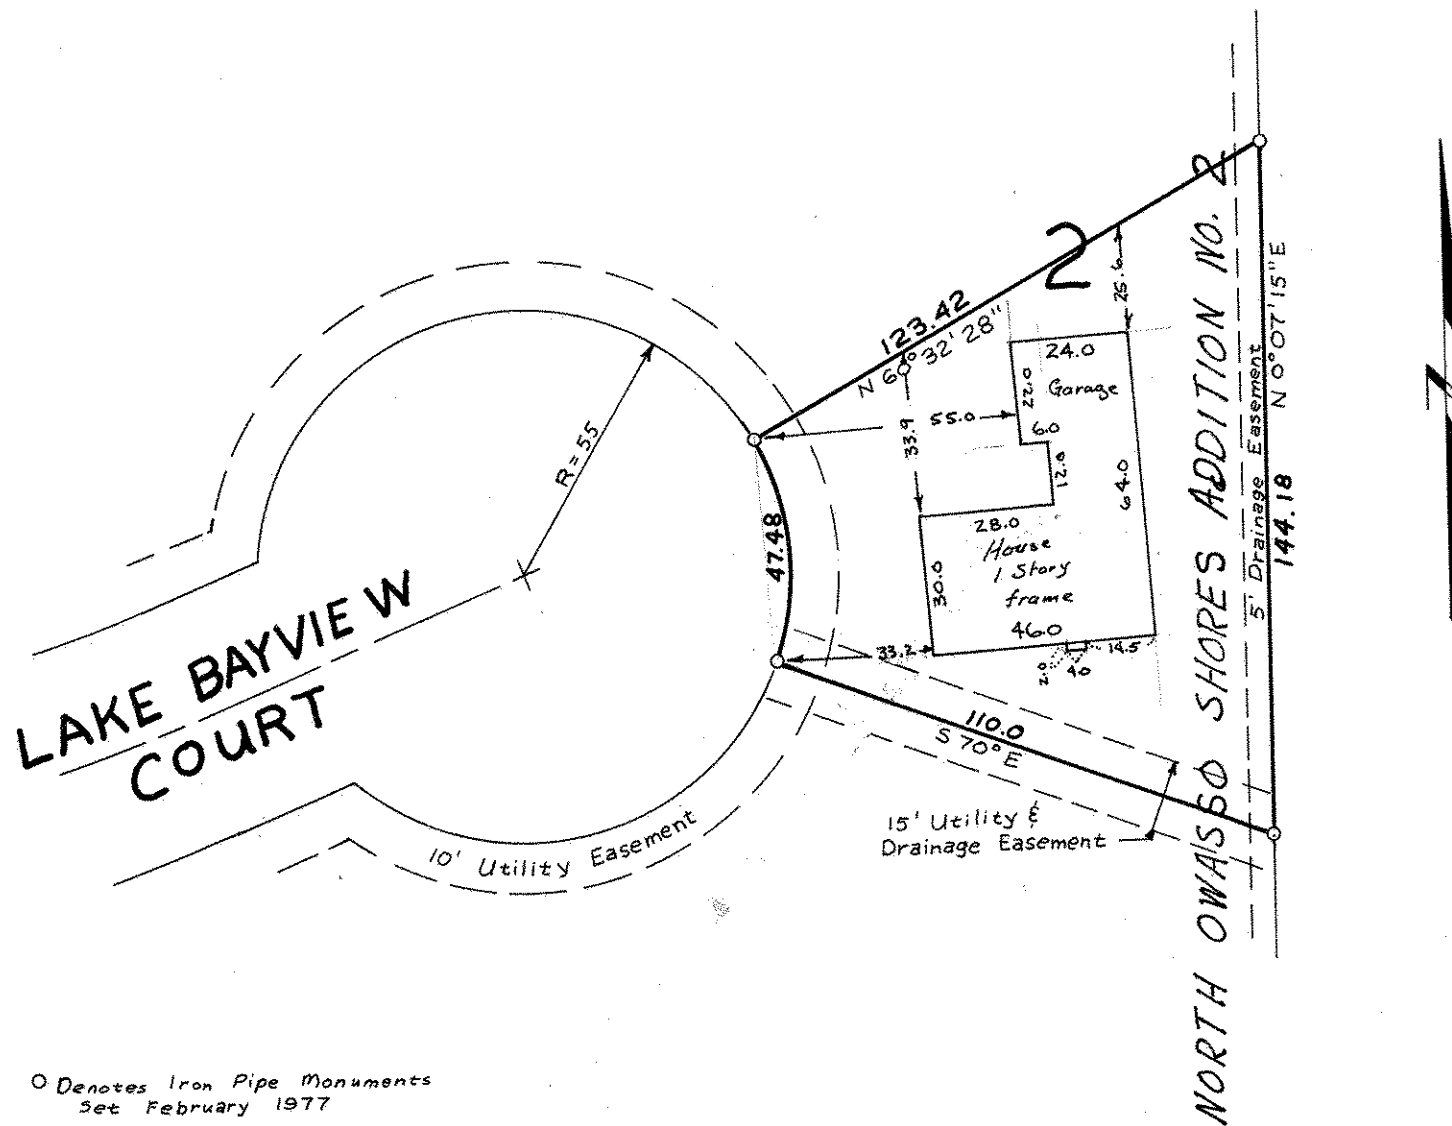 2
25.6
123.42
N 60° 32' 28"
24.0
22.0
Garage
55.0
6.0
33.9
12.0
64.0
28.0
House
1 Story
frame
30.0
46.0
33.2
14.5
2.0
4.0
R=55
47.48
LAKE BAYVIEW
COURT
110.0
S 70° E
15' Utility &
Drainage Easement
10' Utility Easement
NORTH OWASSO SHORES ADDITION NO. 2
5' Drainage Easement
N 0° 07' 15" E
144.18
O Denotes Iron Pipe Monuments
Set February 1977